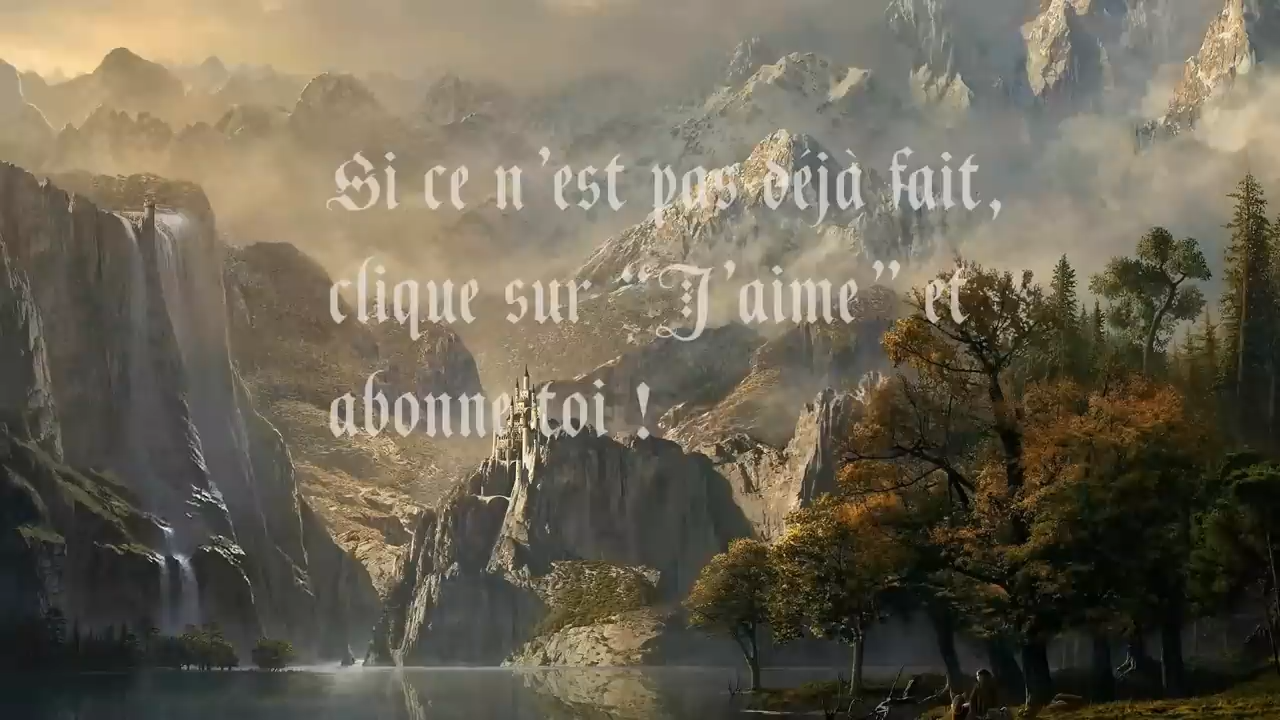 Si ce n'est pas déjà fait,
clique sur "J'aime" et
abonne toi !